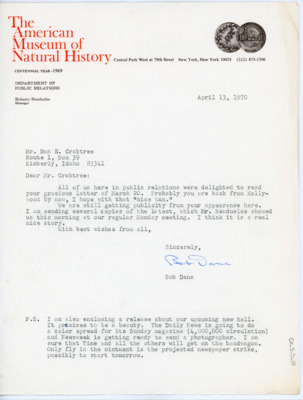 The
American
Museum of
Natural History
Central Park West at 79th Street New York, New York 10024 (212) 873-1300
CENTENNIAL YEAR-1969
DEPARTMENT OF
PUBLIC RELATIONS
Manager
April 13, 1970
Mr. Don E. Crabtree
Route 1, Box 39
Kimberly, Idaho 83341
Dear Mr. Crabtree:
All of us here in public relations were delighted to read
your gracious letter of March 20. Probably you are back from Holly-
wood by now, I hope with that "nice tan."
We are still getting publicity from your appearance here.
I am sending several copies of the latest, which Mr. showed
us this morning at our regular Monday meeting. I think it is a real
nice story.
With best wishes from all,
Sincerely,
Bob Dana
Bob Dana
P.S. I am also enclosing a release about our upcoming new hall.
It promises to be a beauty. The Daily News is going to do
a color spread for its Sunday magazine (4,000,000 circulation)
and Newsweek is getting ready to send a photographer. I am
sure that Time and all the others will get on the bandwagon.
Only fly in the ointment is the projected newspaper strike,
possibly to start tomorrow.